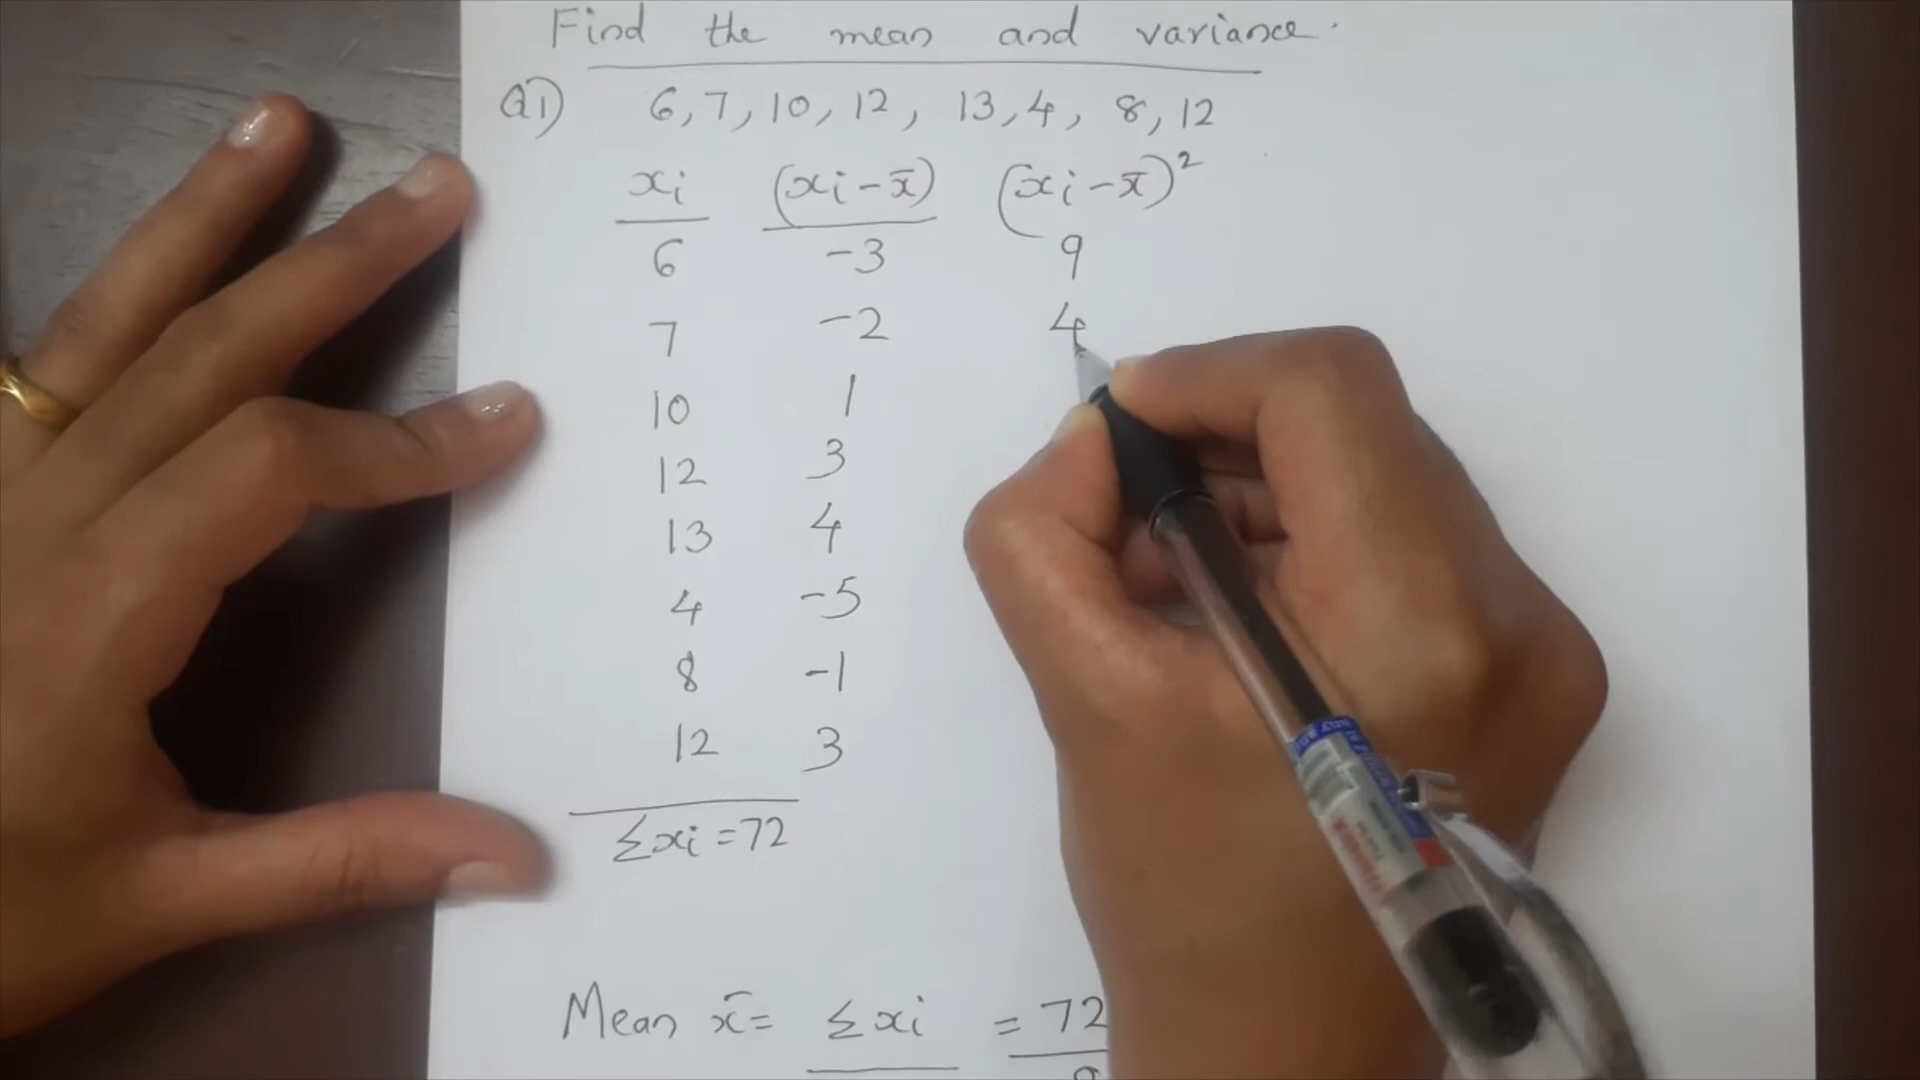 Find the mean and variance.
Q1) 6, 7, 10, 12, 13, 4, 8, 12
xi (xi - x̄) (xi - x̄)²
6 -3 9
7 -2 4
10 1
12 3
13 4
4 -5
8 -1
12 3
Σxi = 72
Mean x̄ = Σxi = 72